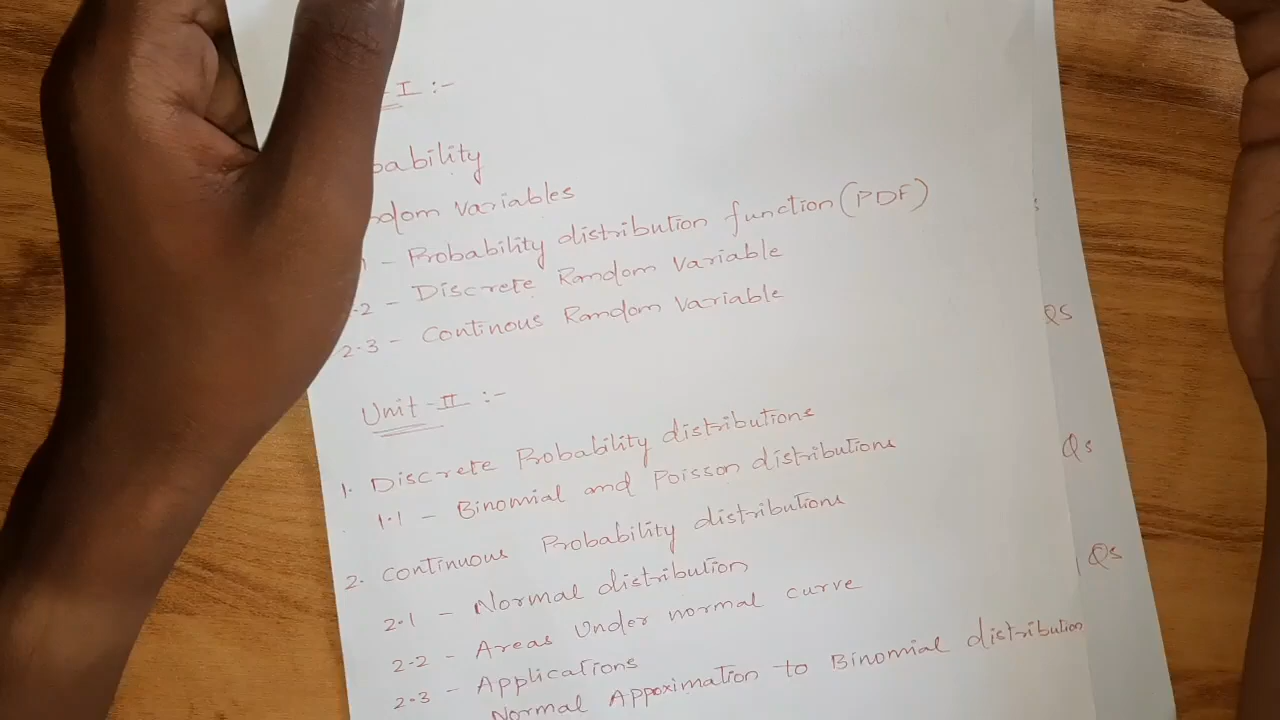 I :-
bability
dom Variables
1 - Probability distribution function (PDF)
.2 - Discrete Random Variable
2.3 - Continous Random Variable
Unit-II :-
1. Discrete Probability distributions
1.1 - Binomial and Poisson distributions
2. Continuous Probability distributions
2.1 - Normal distribution
2.2 - Areas Under normal curve
2.3 - Applications
Normal Appoximation to Binomial distribution
Qs
Qs
Qs